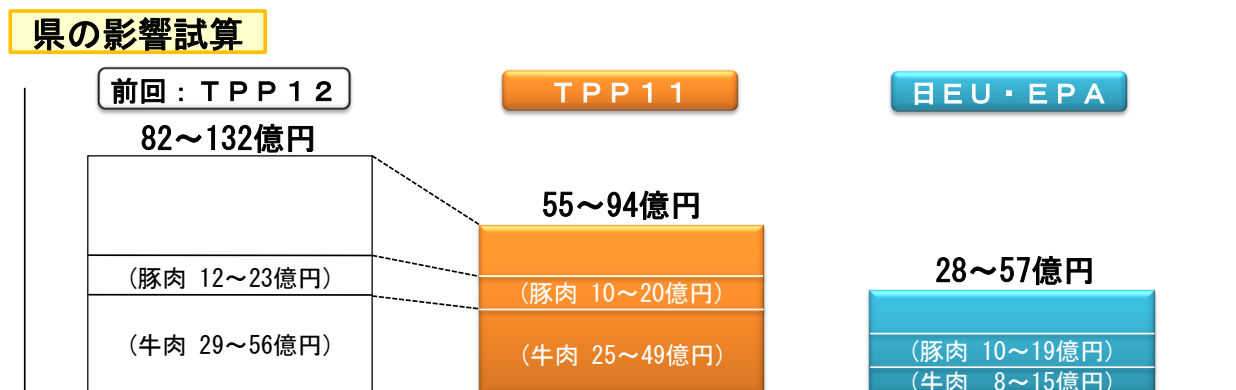 県の影響試算
前回：ＴＰＰ１２
ＴＰＰ１１
日ＥＵ・ＥＰＡ
82～132億円
55～94億円
28～57億円
（豚肉 12～23億円）
（豚肉 10～20億円）
（豚肉 10～19億円）
（牛肉 29～56億円）
（牛肉 25～49億円）
（牛肉 8～15億円）